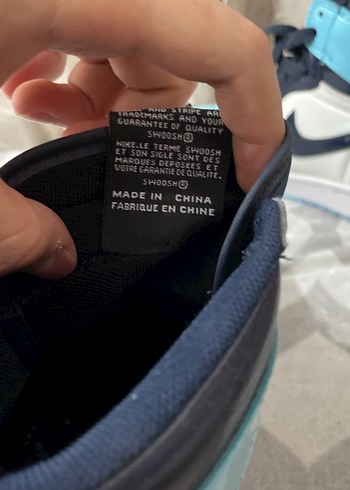 AND STRIPE ARE
TRADEMARKS AND YOUR
GUARANTEE OF QUALITY
SWOOSH®
NIKE.LE TERME SWOOSH
ET SON SIGLE SONT DES
MARQUES DEPOSEES ET
VOTRE GARANTIE DE QUALITE.
SWOOSH®
MADE IN CHINA
FABRIQUE EN CHINE